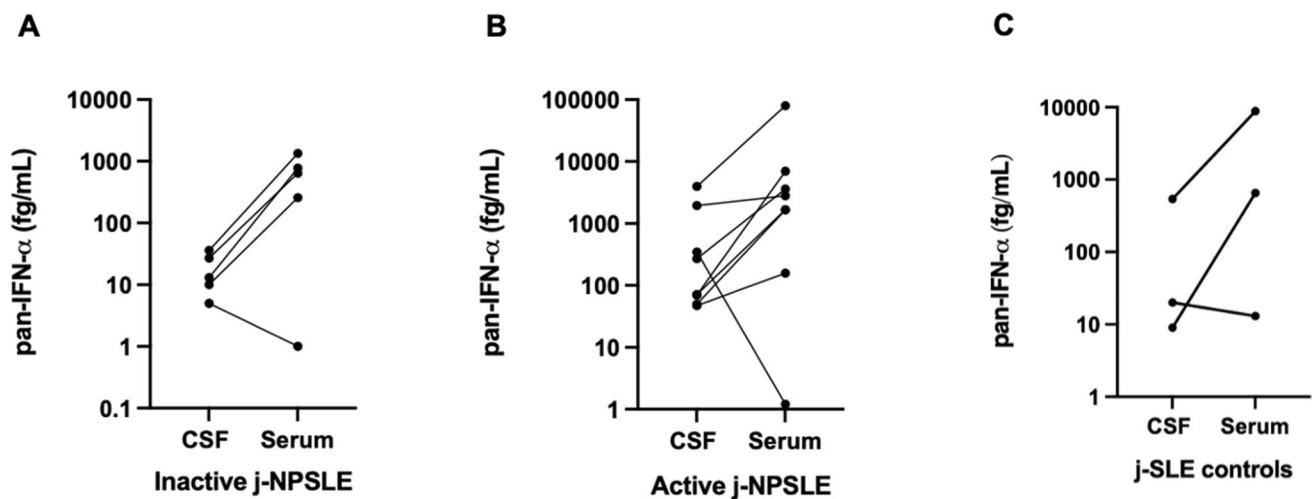 A
pan-IFN-α (fg/mL)
10000
1000
100
10
1
0.1
CSF Serum
Inactive j-NPSLE
B
pan-IFN-α (fg/mL)
100000
10000
1000
100
10
1
CSF Serum
Active j-NPSLE
C
pan-IFN-α (fg/mL)
10000
1000
100
10
1
CSF Serum
j-SLE controls